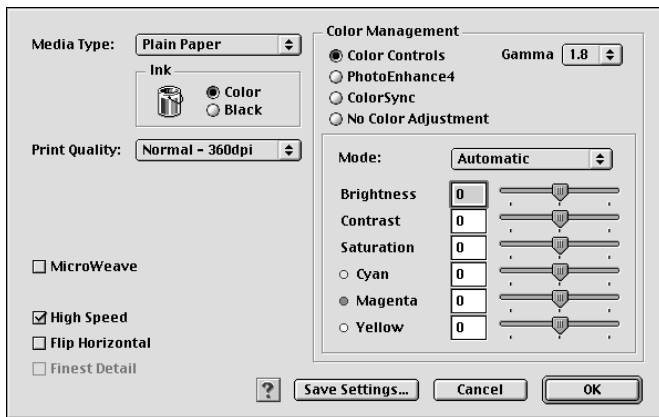 Media Type: Plain Paper
Ink
Color
Black
Print Quality: Normal - 360dpi
MicroWeave
High Speed
Flip Horizontal
Finest Detail
Color Management
Color Controls
Gamma 1.8
PhotoEnhance4
ColorSync
No Color Adjustment
Mode: Automatic
Brightness 0
Contrast 0
Saturation 0
Cyan 0
Magenta 0
Yellow 0
? Save Settings... Cancel OK